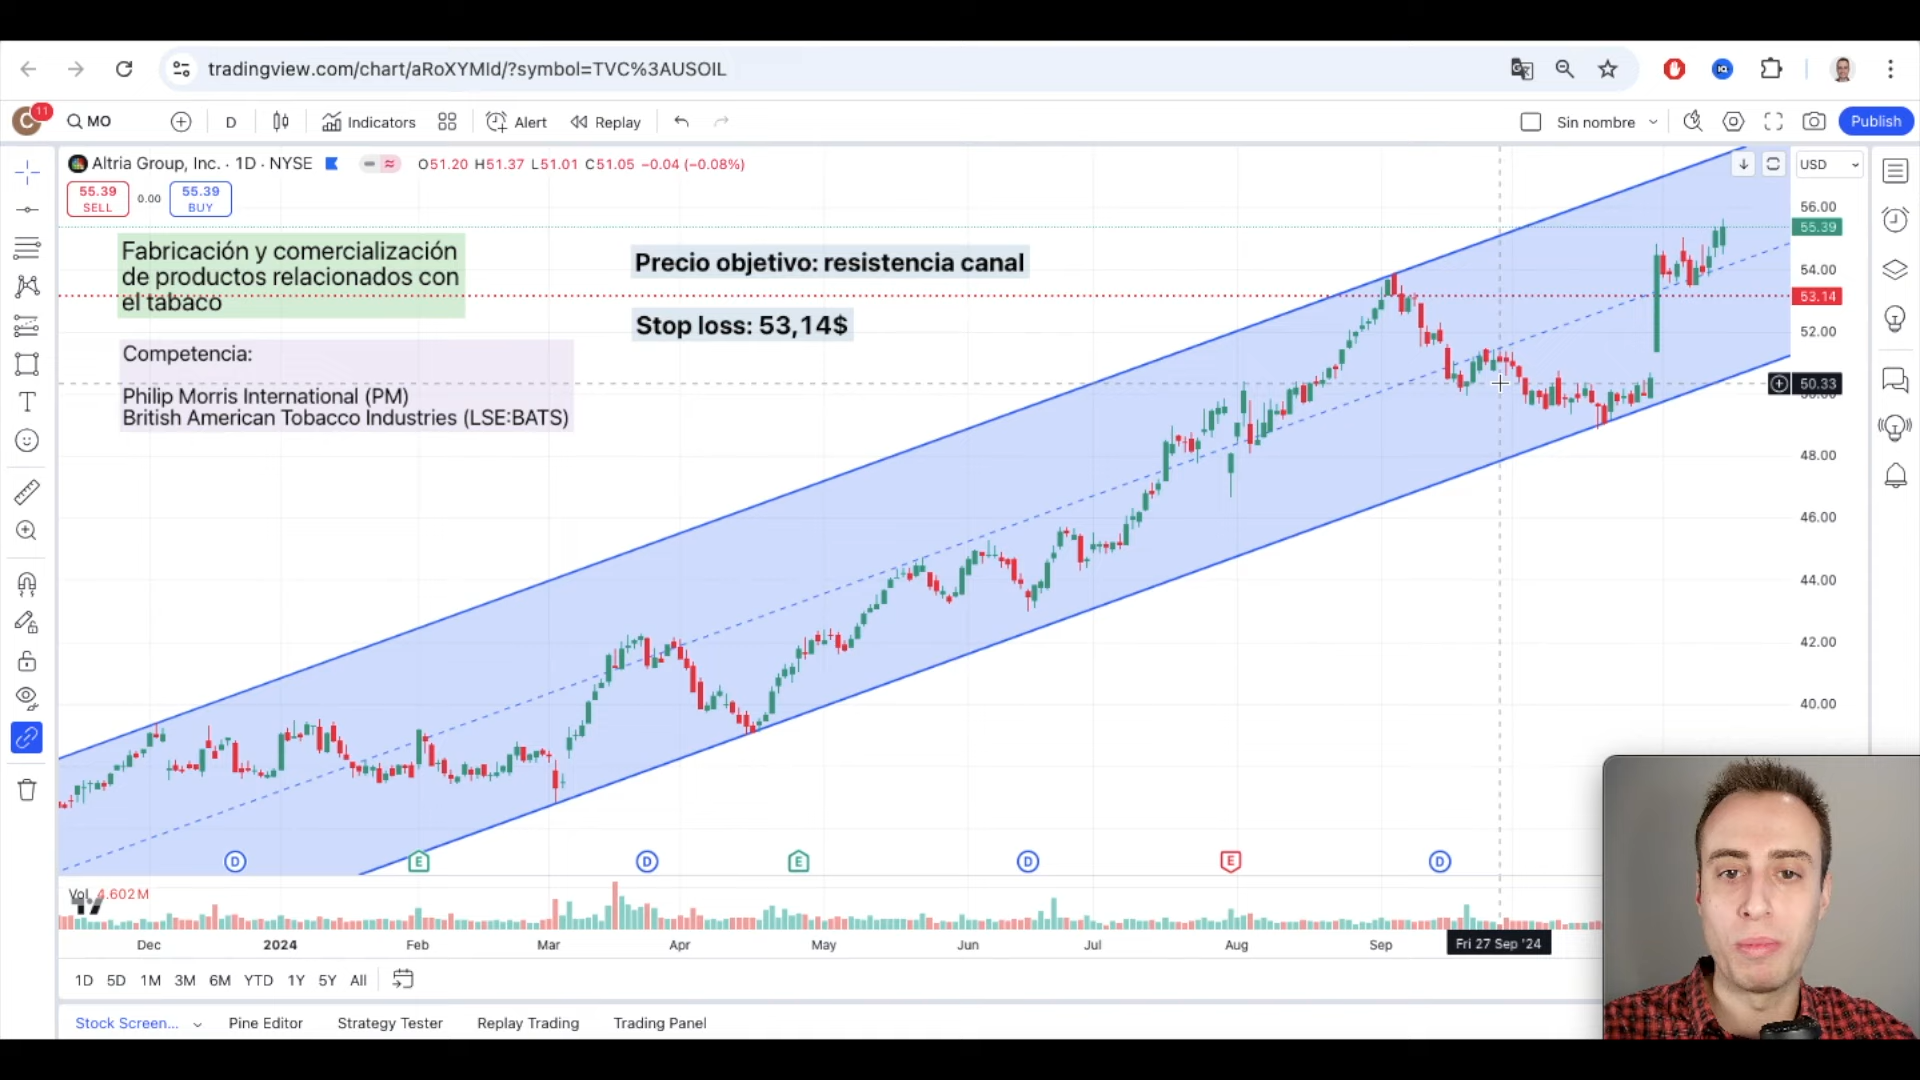 tradingview.com/chart/aRoXYMld/?symbol=TVC%3AUSOIL
C 11 MO D Indicators Alert Replay Sin nombre Publish
Altria Group, Inc. · 1D · NYSE O51.20 H51.37 L51.01 C51.05 −0.04 (−0.08%) USD
55.39 SELL 0.00 55.39 BUY
Fabricación y comercialización
de productos relacionados con
el tabaco
Precio objetivo: resistencia canal
Stop loss: 53,14$
Competencia:
Philip Morris International (PM)
British American Tobacco Industries (LSE:BATS)
56.00
55.39
54.00
53.14
52.00
50.33
48.00
46.00
44.00
42.00
40.00
D E D E D E D
Vol 4.602M
Dec 2024 Feb Mar Apr May Jun Jul Aug Sep Fri 27 Sep '24
1D 5D 1M 3M 6M YTD 1Y 5Y All
Stock Screen... Pine Editor Strategy Tester Replay Trading Trading Panel